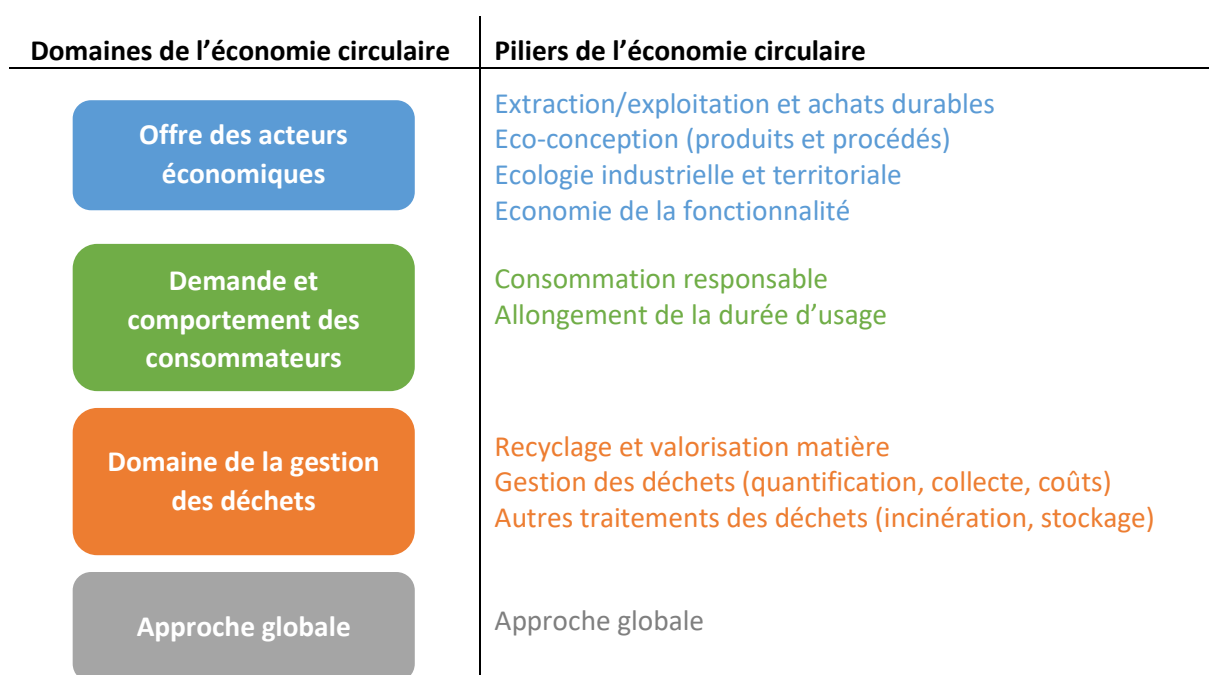 Domaines de l’économie circulaire
Piliers de l’économie circulaire
Offre des acteurs
économiques
Extraction/exploitation et achats durables
Eco-conception (produits et procédés)
Ecologie industrielle et territoriale
Economie de la fonctionnalité
Demande et
comportement des
consommateurs
Consommation responsable
Allongement de la durée d’usage
Domaine de la gestion
des déchets
Recyclage et valorisation matière
Gestion des déchets (quantification, collecte, coûts)
Autres traitements des déchets (incinération, stockage)
Approche globale
Approche globale